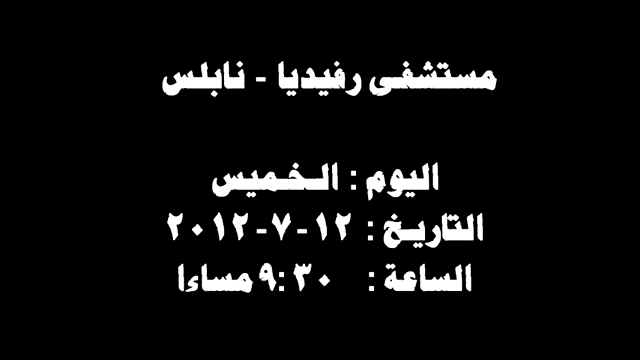 مستشفى رفيديا - نابلس
اليوم : الخميس
التاريخ : ١٢-٧-٢٠١٢
الساعة : ٩:٣٠ مساءا